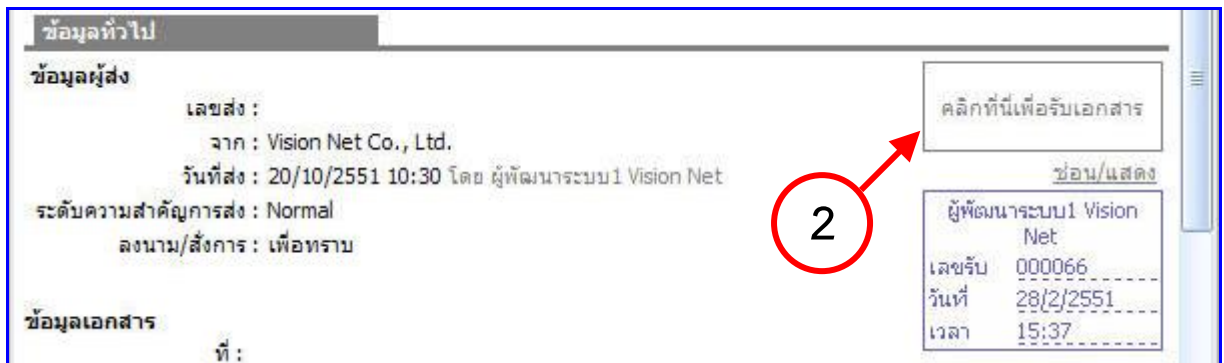 ข้อมูลทั่วไป
ข้อมูลผู้ส่ง
เลขส่ง :
จาก : Vision Net Co., Ltd.
วันที่ส่ง : 20/10/2551 10:30 โดย ผู้พัฒนาระบบ1 Vision Net
ระดับความสำคัญการส่ง : Normal
ลงนาม/สั่งการ : เพื่อทราบ
ข้อมูลเอกสาร
ที่ :
คลิกที่นี่เพื่อรับเอกสาร
2
ซ่อน/แสดง
ผู้พัฒนาระบบ1 Vision
Net
เลขรับ 000066
วันที่ 28/2/2551
เวลา 15:37